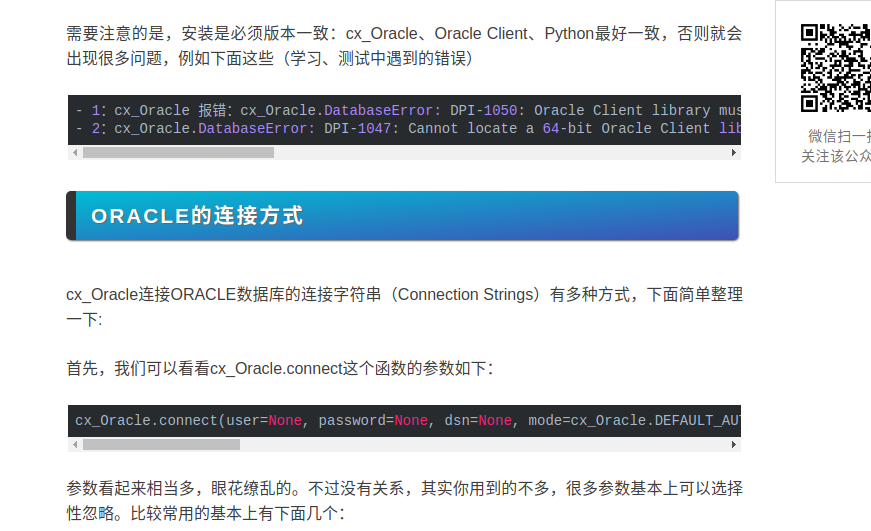 需要注意的是，安装是必须版本一致：cx_Oracle、Oracle Client、Python最好一致，否则就会
出现很多问题，例如下面这些（学习、测试中遇到的错误）
- 1：cx_Oracle 报错：cx_Oracle.DatabaseError: DPI-1050: Oracle Client library mus
- 2：cx_Oracle.DatabaseError: DPI-1047: Cannot locate a 64-bit Oracle Client lib
微信扫一扫
关注该公众
ORACLE的连接方式
cx_Oracle连接ORACLE数据库的连接字符串（Connection Strings）有多种方式，下面简单整理
一下:
首先，我们可以看看cx_Oracle.connect这个函数的参数如下：
cx_Oracle.connect(user=None, password=None, dsn=None, mode=cx_Oracle.DEFAULT_AUT
参数看起来相当多，眼花缭乱的。不过没有关系，其实你用到的不多，很多参数基本上可以选择
性忽略。比较常用的基本上有下面几个：